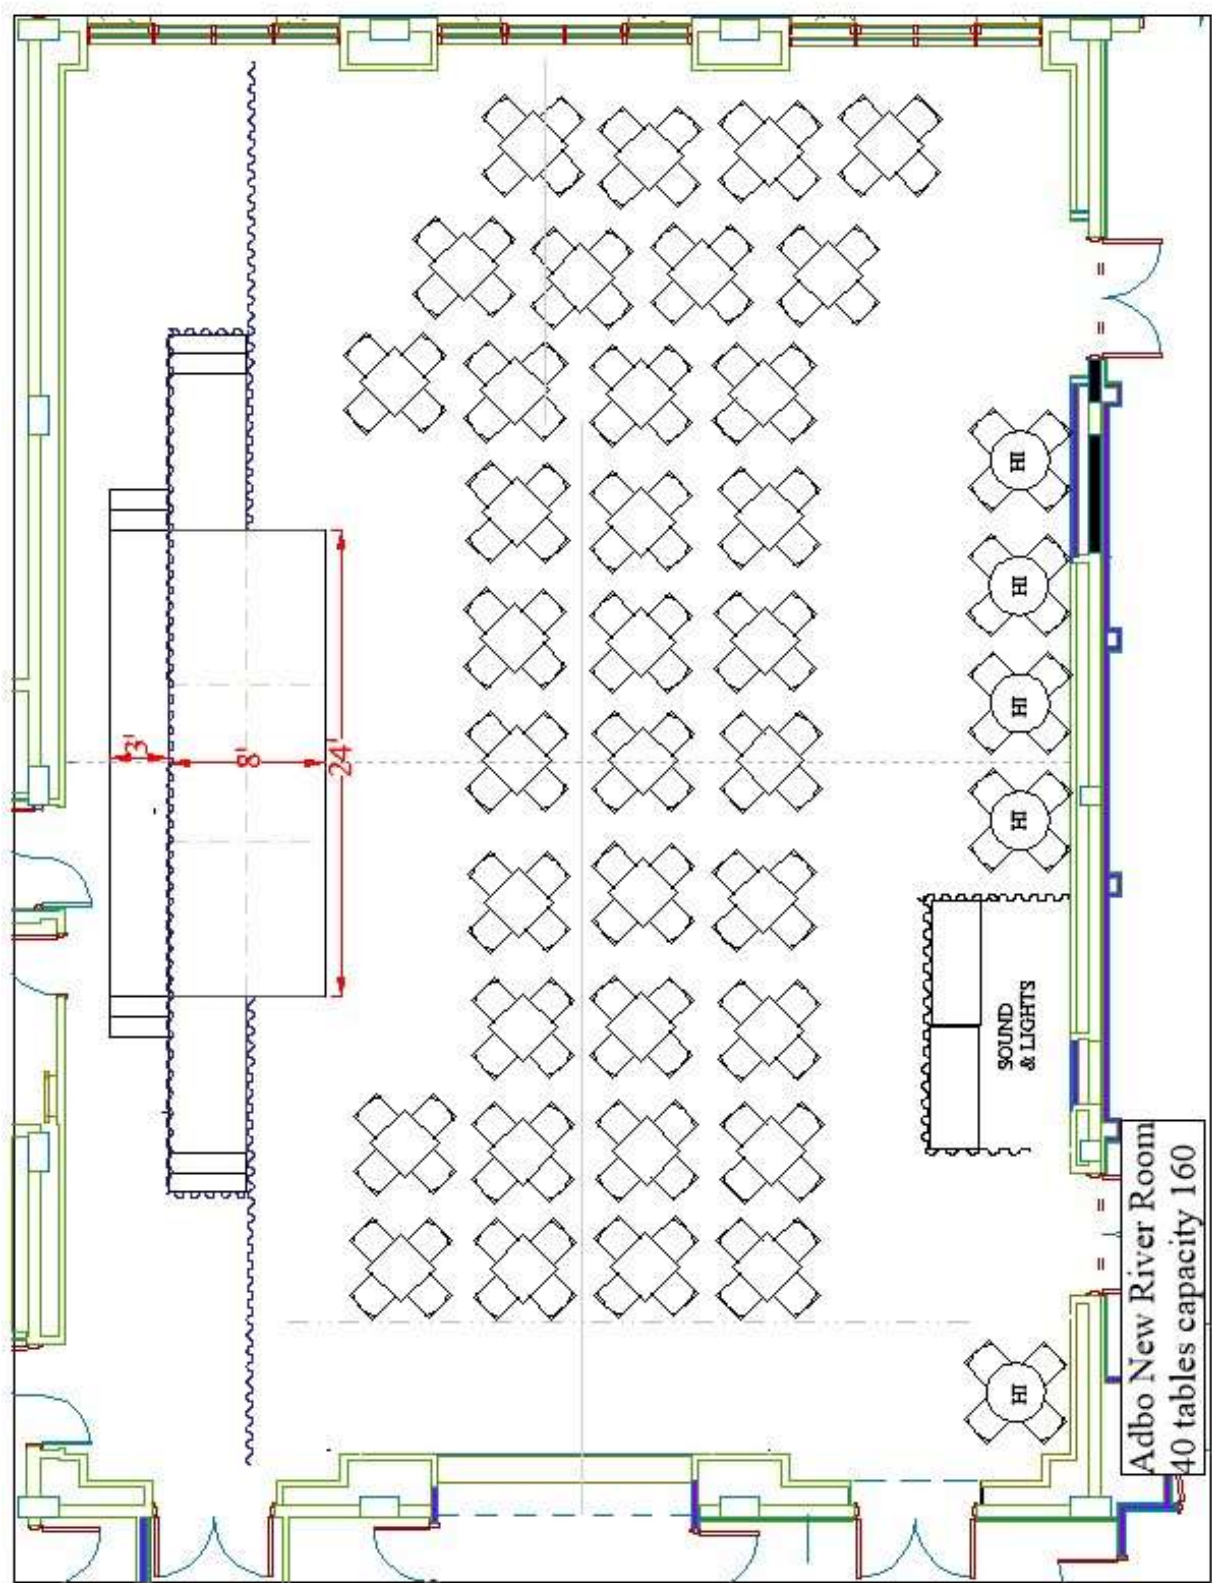 3'
8'
24'
HI
HI
HI
HI
SOUND
& LIGHTS
HI
Adbo New River Room
40 tables capacity 160